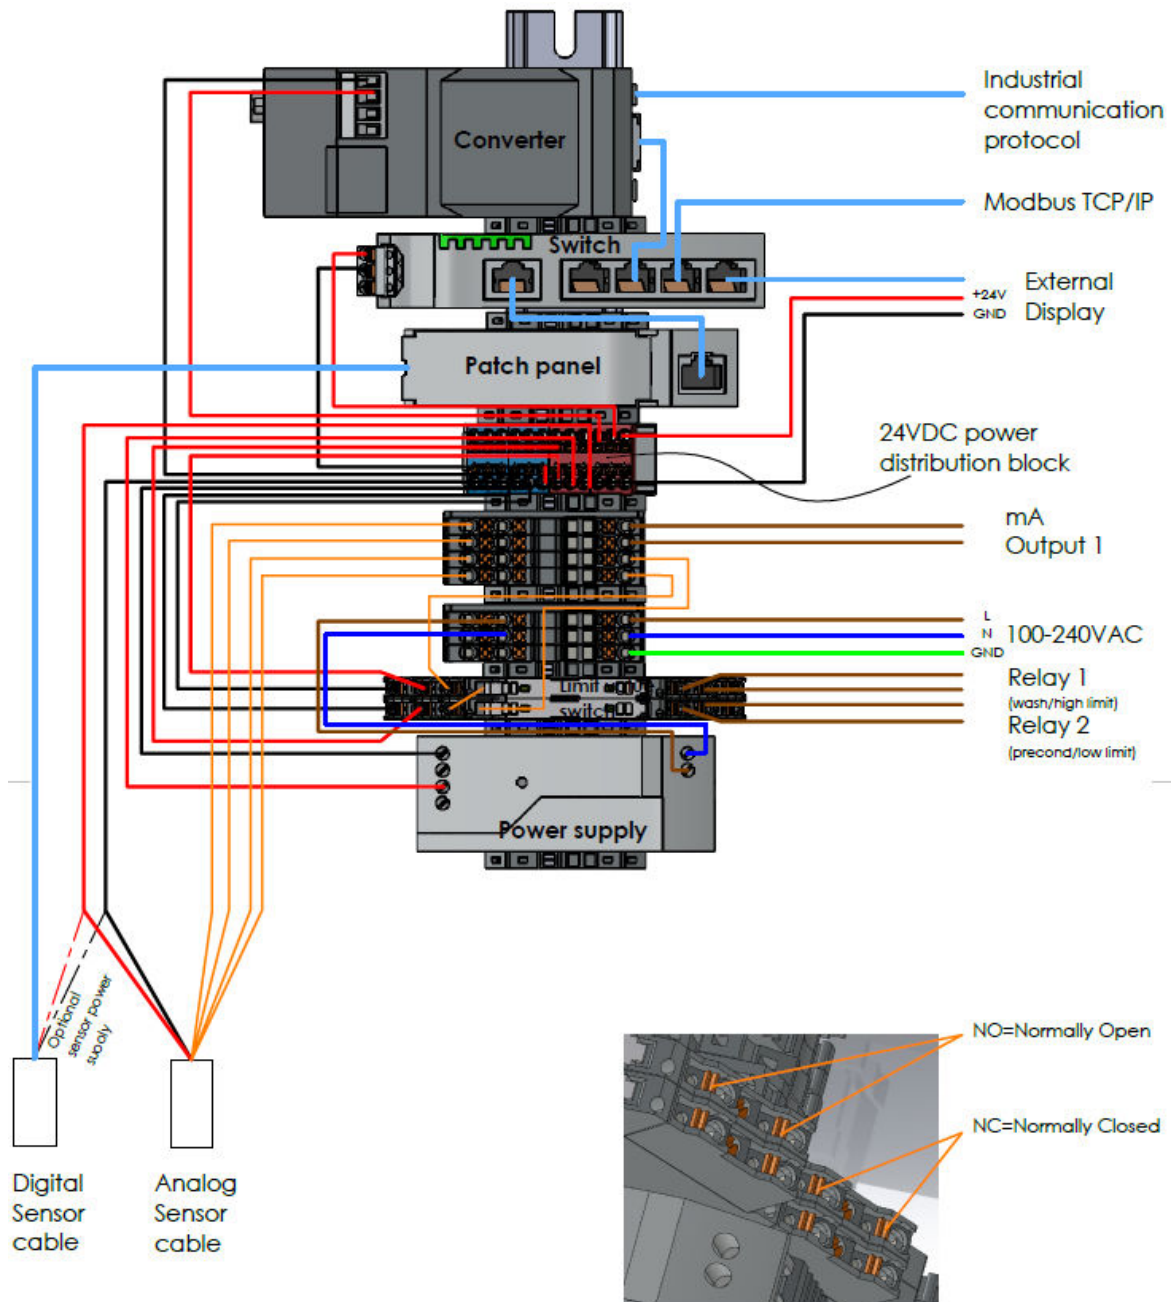 Industrial
communication
protocol
Converter
Modbus TCP/IP
Switch
External
Display
+24V
GND
Patch panel
24VDC power
distribution block
mA
Output 1
L
N
GND
100-240VAC
Limit
switch
Relay 1
(wash/high limit)
Relay 2
(precond/low limit)
Power supply
Optional
sensor power
supply
NO=Normally Open
NC=Normally Closed
Digital
Sensor
cable
Analog
Sensor
cable